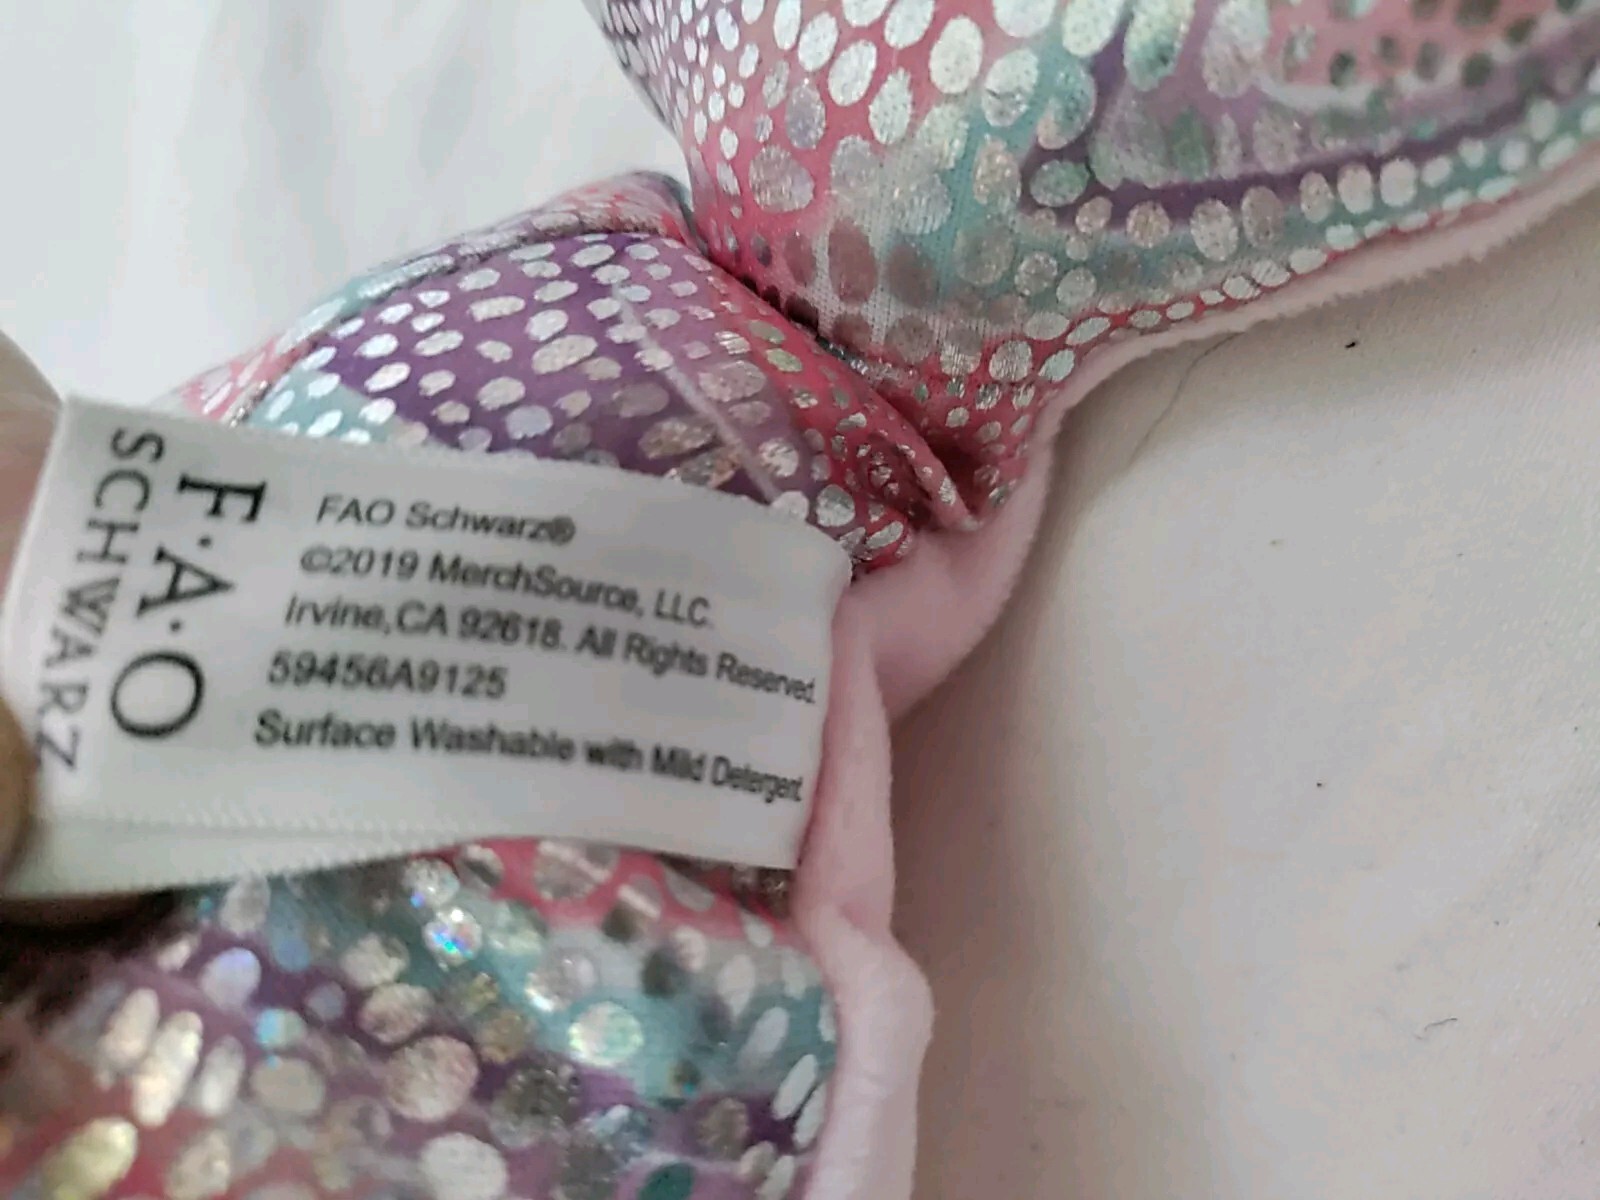 F·A·O
SCHWARZ
FAO Schwarz®
©2019 MerchSource, LLC.
Irvine,CA 92618. All Rights Reserved.
59456A9125
Surface Washable with Mild Detergent.